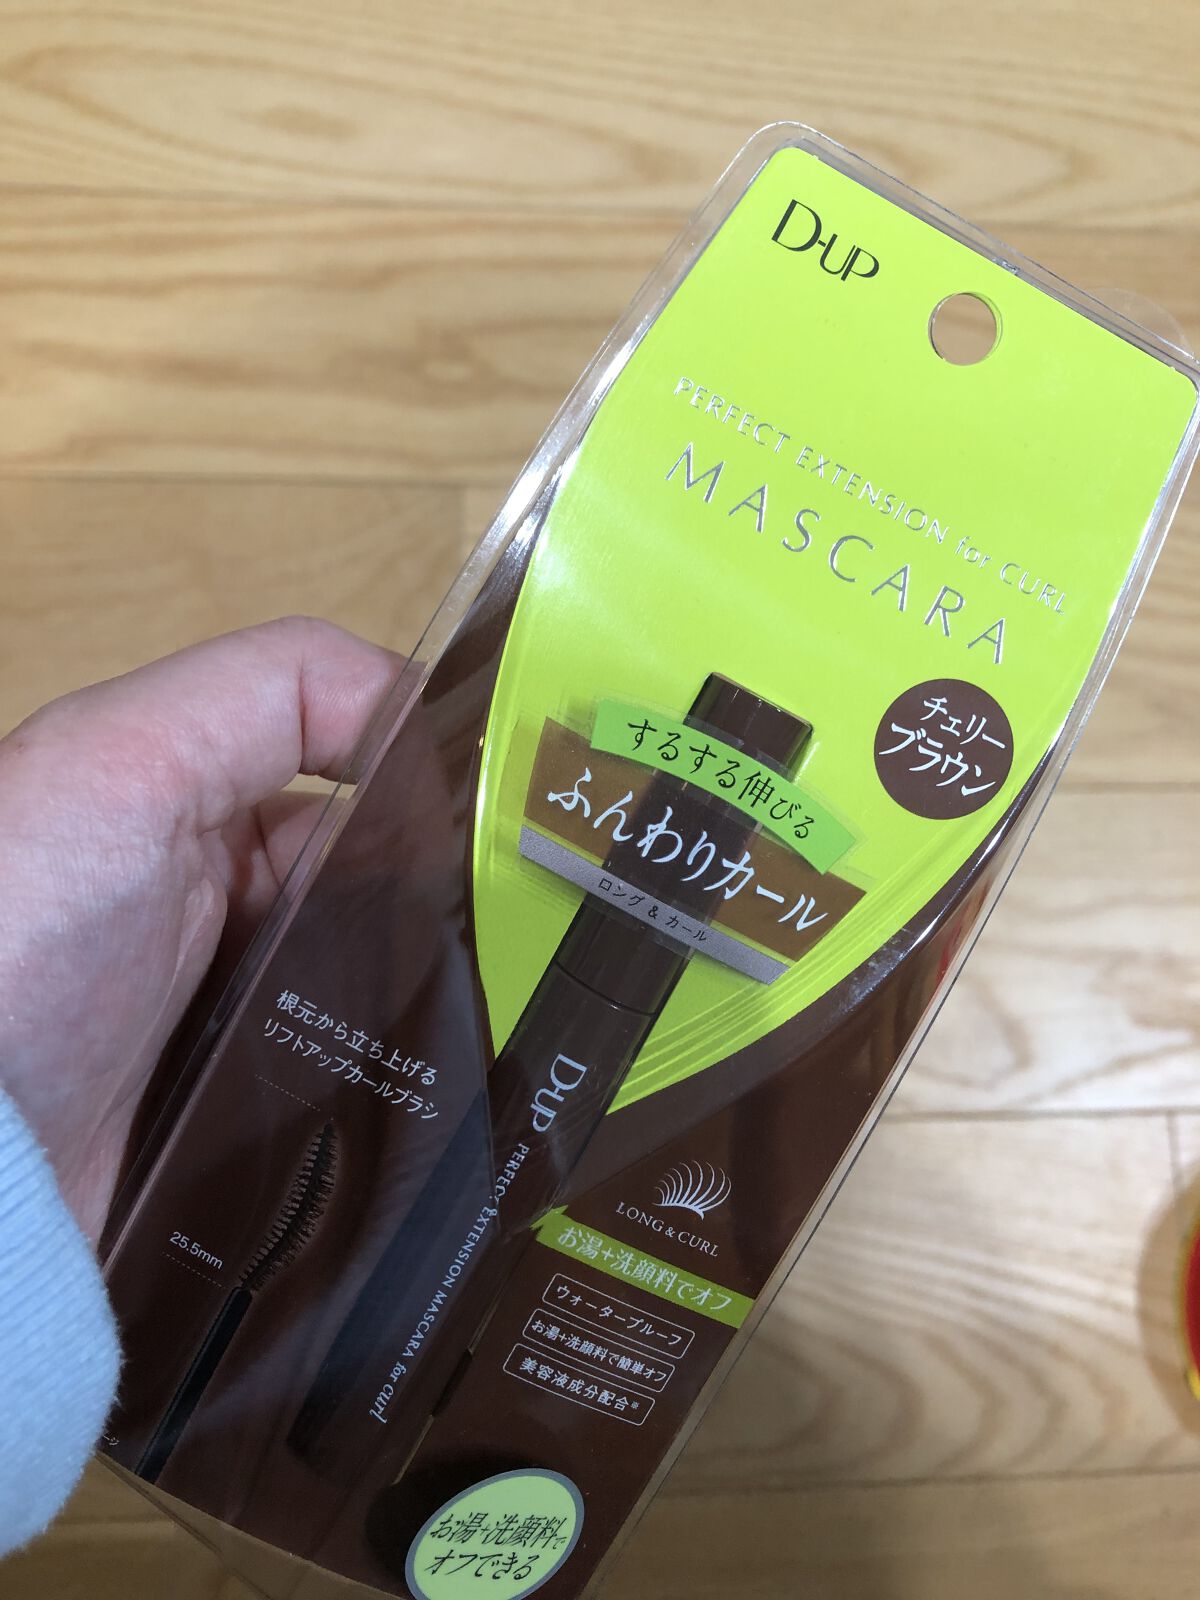 D-UP
PERFECT EXTENSION for CURL
MASCARA
チェリー
ブラウン
するする伸びる
ふんわりカール
ロング & カール
根元から立ち上げる
リフトアップカールブラシ
25.5mm
D-UP
PERFECT EXTENSION MASCARA for curl
LONG & CURL
お湯+洗顔料でオフ
ウォータープルーフ
お湯+洗顔料で簡単オフ
美容液成分配合※
お湯+洗顔料で
オフできる